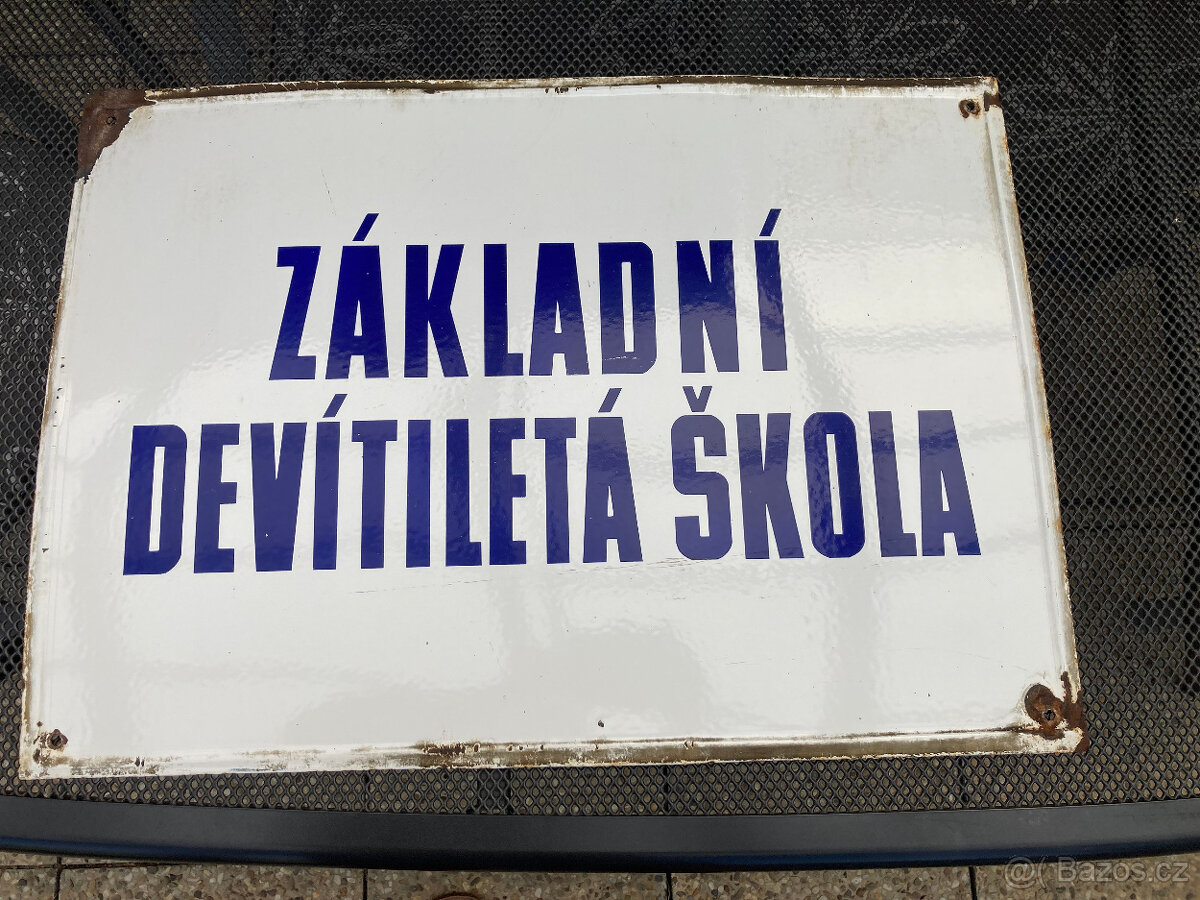 ZÁKLADNÍ
DEVÍTILETÁ ŠKOLA
@ Bazos.cz